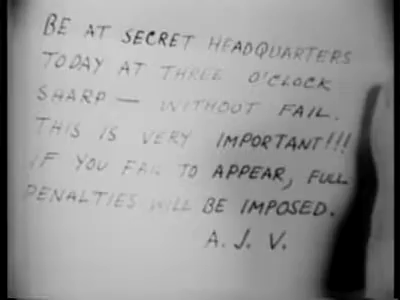 BE AT SECRET HEADQUARTERS
TODAY AT THREE O'CLOCK
SHARP — WITHOUT FAIL.
THIS IS VERY IMPORTANT!!!
IF YOU FAIL TO APPEAR, FULL
PENALTIES WILL BE IMPOSED.
A. J. V.